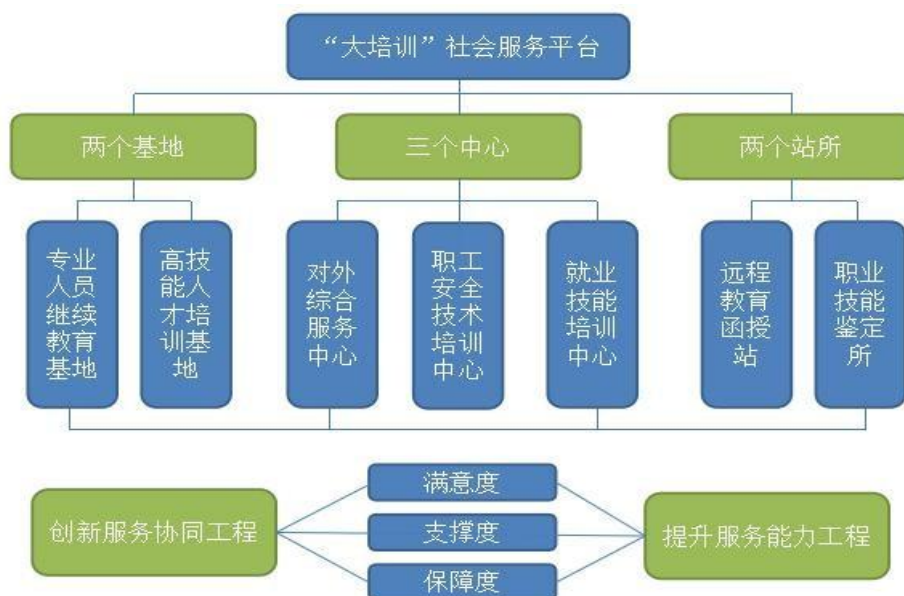 “大培训”社会服务平台
两个基地
三个中心
两个站所
专业
人员
继续
教育
基地
高技
能人
才培
训基
地
对外
综合
服务
中心
职工
安全
技术
培训
中心
就业
技能
培训
中心
远程
教育
函授
站
职业
技能
鉴定
所
满意度
创新服务协同工程
支撑度
提升服务能力工程
保障度